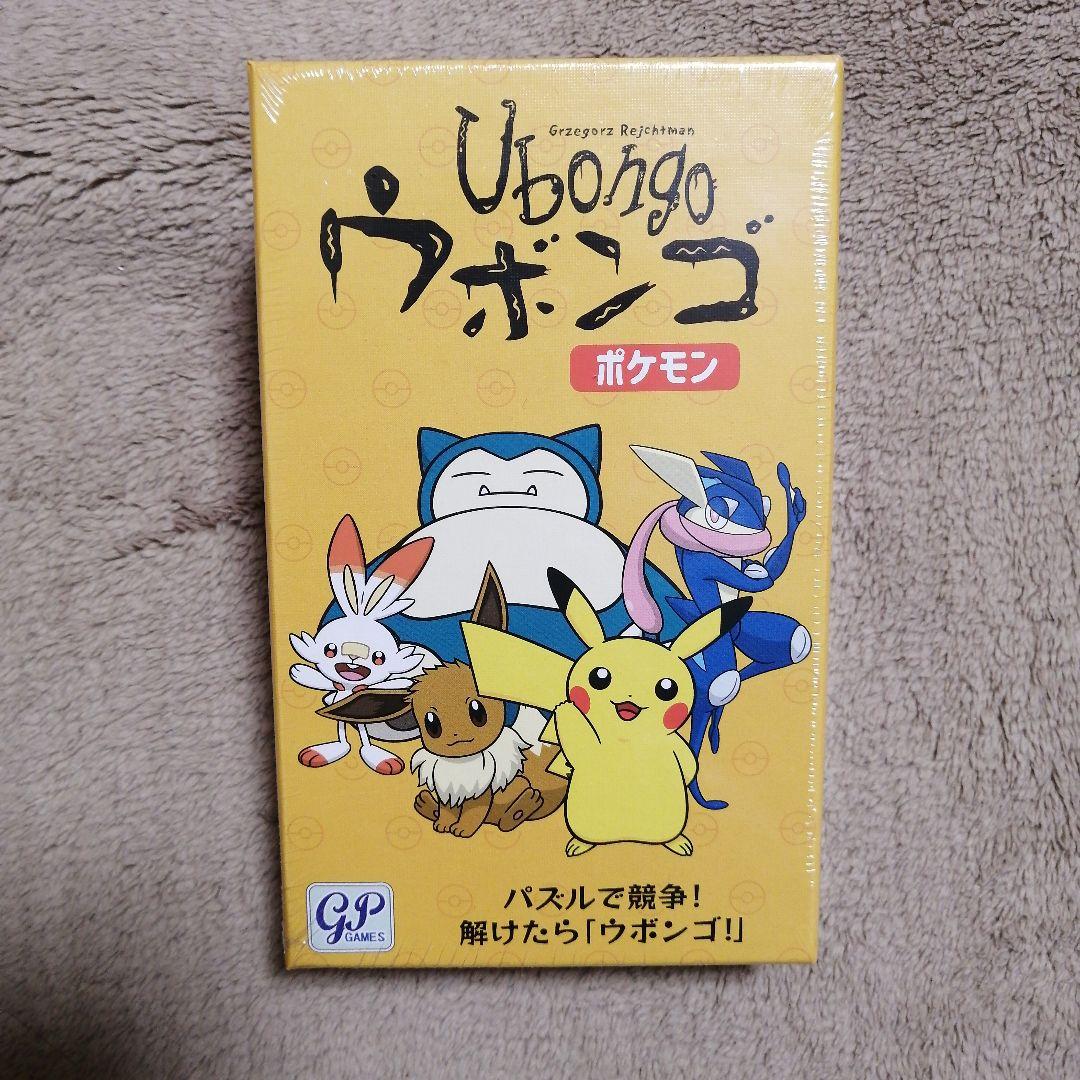 Grzegorz Rejchtman
Ubongo
ウボンゴ
ポケモン
パズルで競争!
解けたら「ウボンゴ!」
GP
GAMES